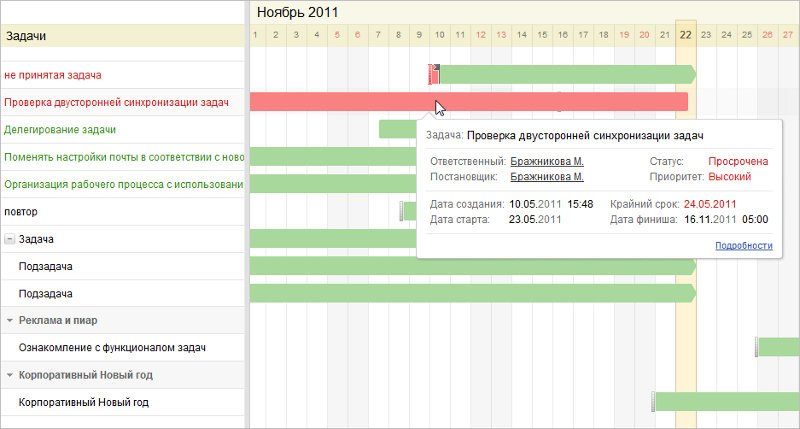 Ноябрь 2011
Задачи
1 2 3 4 5 6 7 8 9 10 11 12 13 14 15 16 17 18 19 20 21 22 23 24 25 26 27
не принятая задача
Проверка двусторонней синхронизации задач
Делегирование задачи
Поменять настройки почты в соответствии с ново
Организация рабочего процесса с использовани
повтор
Задача
Подзадача
Подзадача
Реклама и пиар
Ознакомление с функционалом задач
Корпоративный Новый год
Корпоративный Новый год
Задача: Проверка двусторонней синхронизации задач
Ответственный: Бражникова М. Статус: Просрочена
Постановщик: Бражникова М. Приоритет: Высокий
Дата создания: 10.05.2011 15:48 Крайний срок: 24.05.2011
Дата старта: 23.05.2011 Дата финиша: 16.11.2011 05:00
Подробности